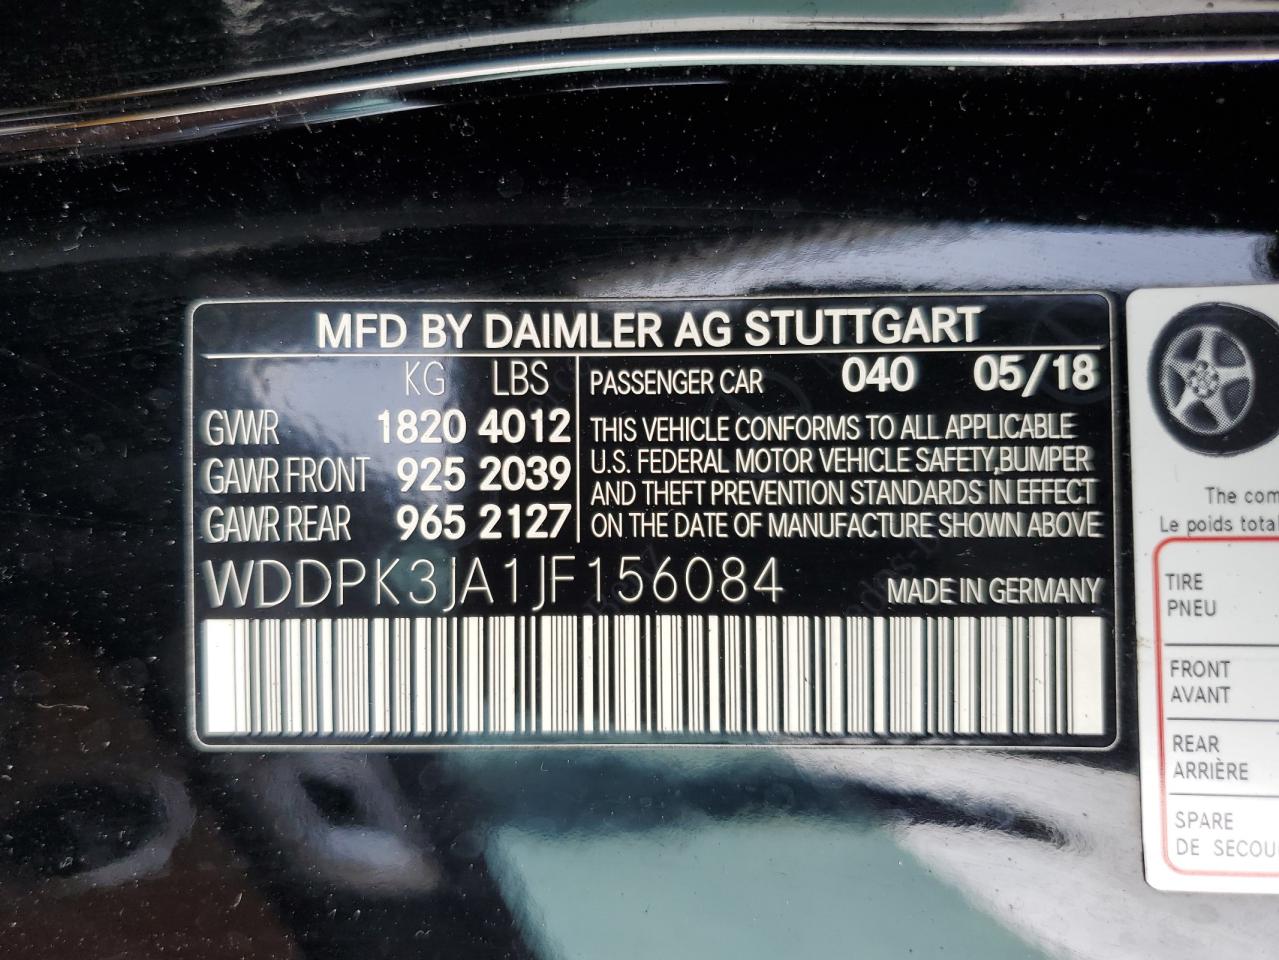 MFD BY DAIMLER AG STUTTGART
KG LBS
GVWR 1820 4012
GAWR FRONT 925 2039
GAWR REAR 965 2127
PASSENGER CAR 040 05/18
THIS VEHICLE CONFORMS TO ALL APPLICABLE
U.S. FEDERAL MOTOR VEHICLE SAFETY,BUMPER
AND THEFT PREVENTION STANDARDS IN EFFECT
ON THE DATE OF MANUFACTURE SHOWN ABOVE
WDDPK3JA1JF156084 MADE IN GERMANY
The com
Le poids total
TIRE
PNEU
FRONT
AVANT
REAR
ARRIÈRE
SPARE
DE SECOU